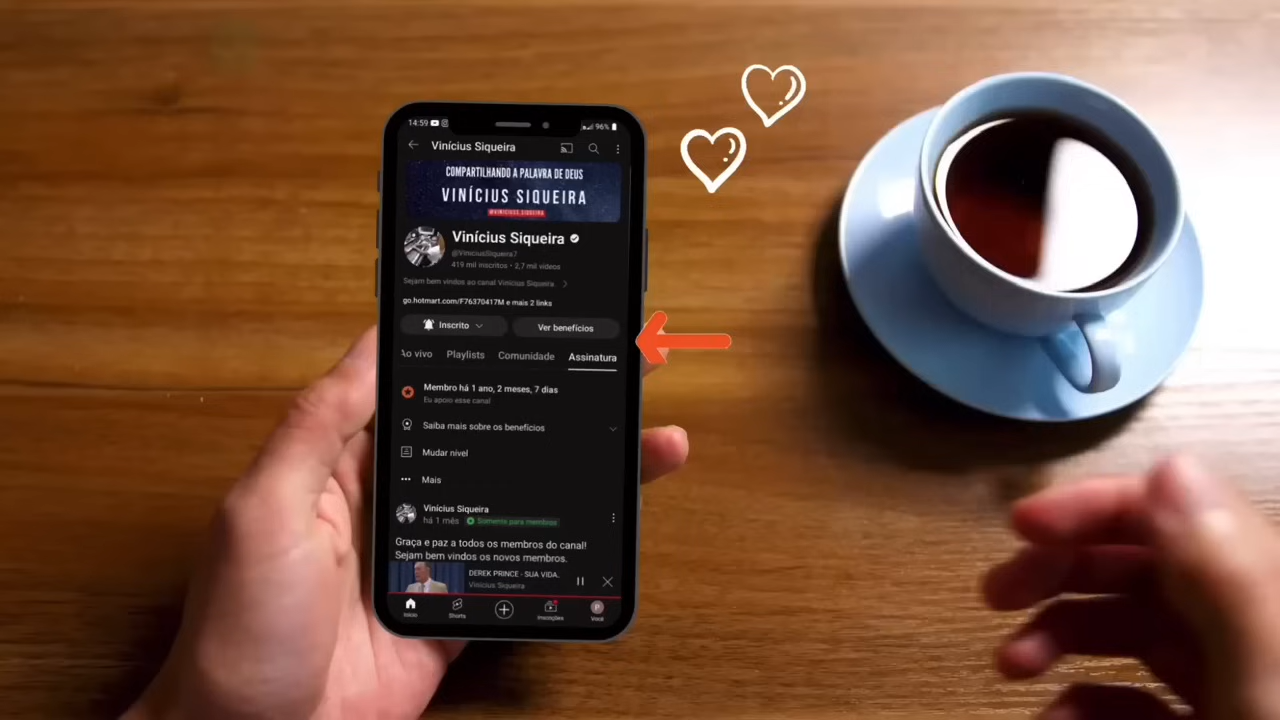 14:59
96%
Vinícius Siqueira
COMPARTILHANDO A PALAVRA DE DEUS
VINÍCIUS SIQUEIRA
@VINICIUSS SIQUEIRA
Vinícius Siqueira
@ViniciusSiqueira7
419 mil inscritos • 2,7 mil vídeos
Sejam bem vindos ao canal Vinicius Siqueira.
go.hotmart.com/F76370417M e mais 2 links
Inscrito
Ver benefícios
Ao vivo Playlists Comunidade Assinatura
Membro há 1 ano, 2 meses, 7 dias
Eu apoio esse canal
Saiba mais sobre os benefícios
Mudar nível
Mais
Vinícius Siqueira
há 1 mês Somente para membros
Graça e paz a todos os membros do canal!
Sejam bem vindos os novos membros.
DEREK PRINCE - SUA VIDA.
Vinícius Siqueira
Início Shorts Inscrições Você
P